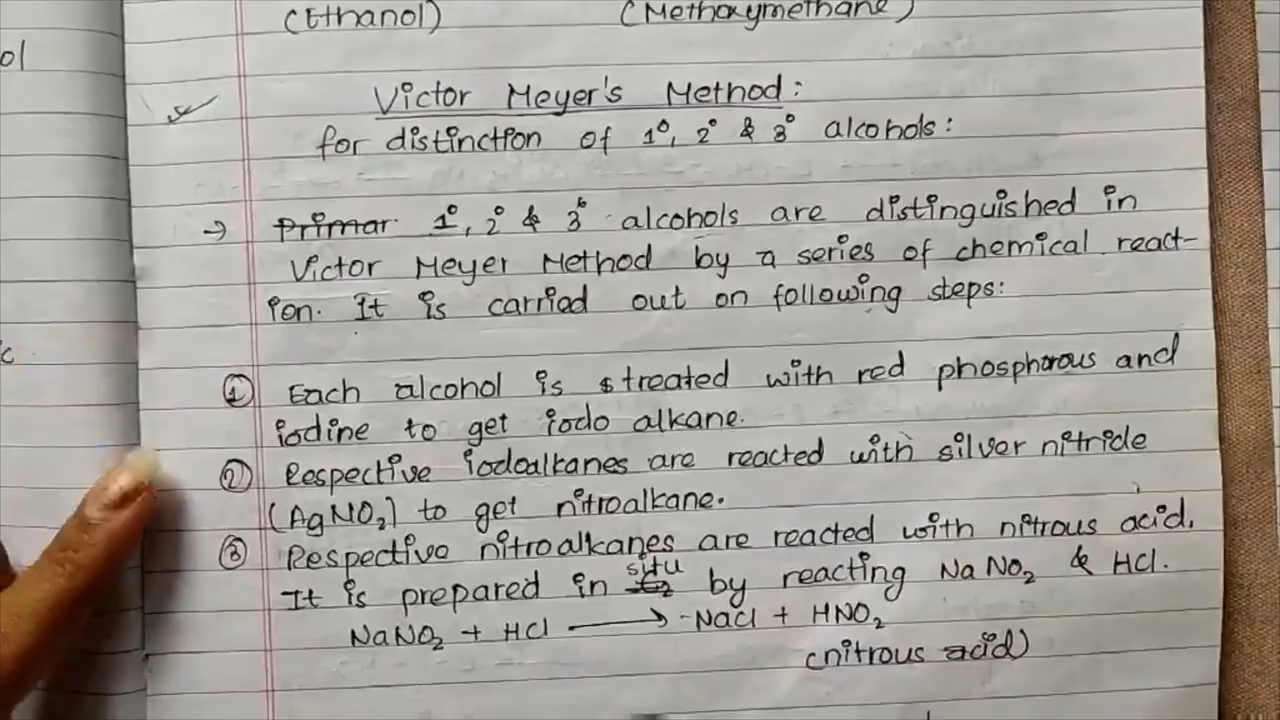 (Ethanol) (Methoxymethane)
ol
Victor Meyer's Method:
for distinction of 1°, 2° & 3° alcohols:
→ Primar 1°, 2° & 3° alcohols are distinguished in
Victor Meyer Method by a series of chemical react-
ion. It is carried out on following steps:
c
① Each alcohol is streated with red phosphorous and
iodine to get iodo alkane.
② Respective iodoalkanes are reacted with silver nitride
(AgNO₂) to get nitroalkane.
③ Respective nitroalkanes are reacted with nitrous acid.
It is prepared in situ by reacting NaNO₂ & HCl.
NaNO₂ + HCl → NaCl + HNO₂
(nitrous acid)